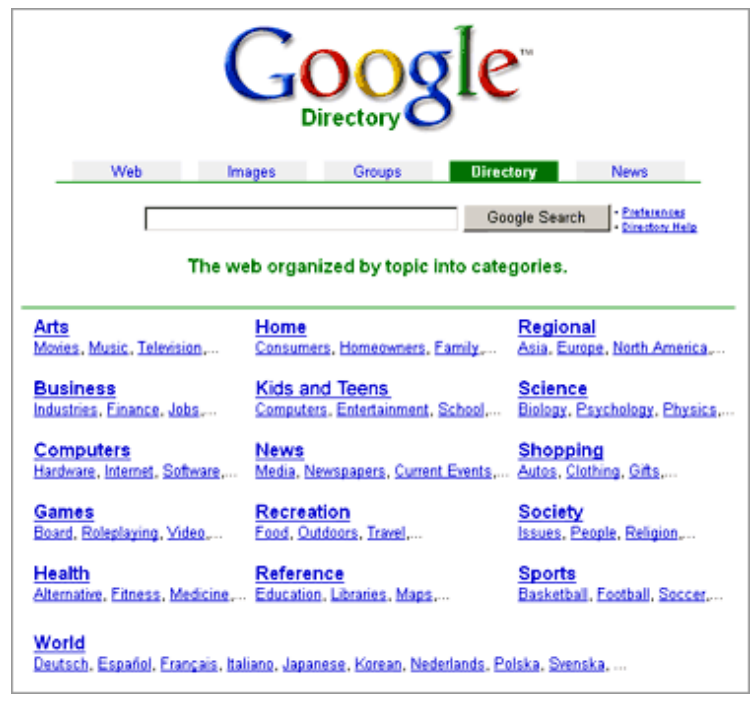 Google™
Directory
Web Images Groups Directory News
Google Search
• Preferences
• Directory Help
The web organized by topic into categories.
Arts
Movies, Music, Television,...
Home
Consumers, Homeowners, Family,...
Regional
Asia, Europe, North America,...
Business
Industries, Finance, Jobs,...
Kids and Teens
Computers, Entertainment, School,...
Science
Biology, Psychology, Physics,...
Computers
Hardware, Internet, Software,...
News
Media, Newspapers, Current Events,...
Shopping
Autos, Clothing, Gifts,...
Games
Board, Roleplaying, Video,...
Recreation
Food, Outdoors, Travel,...
Society
Issues, People, Religion,...
Health
Alternative, Fitness, Medicine,...
Reference
Education, Libraries, Maps,...
Sports
Basketball, Football, Soccer,...
World
Deutsch, Español, Français, Italiano, Japanese, Korean, Nederlands, Polska, Svenska, ...